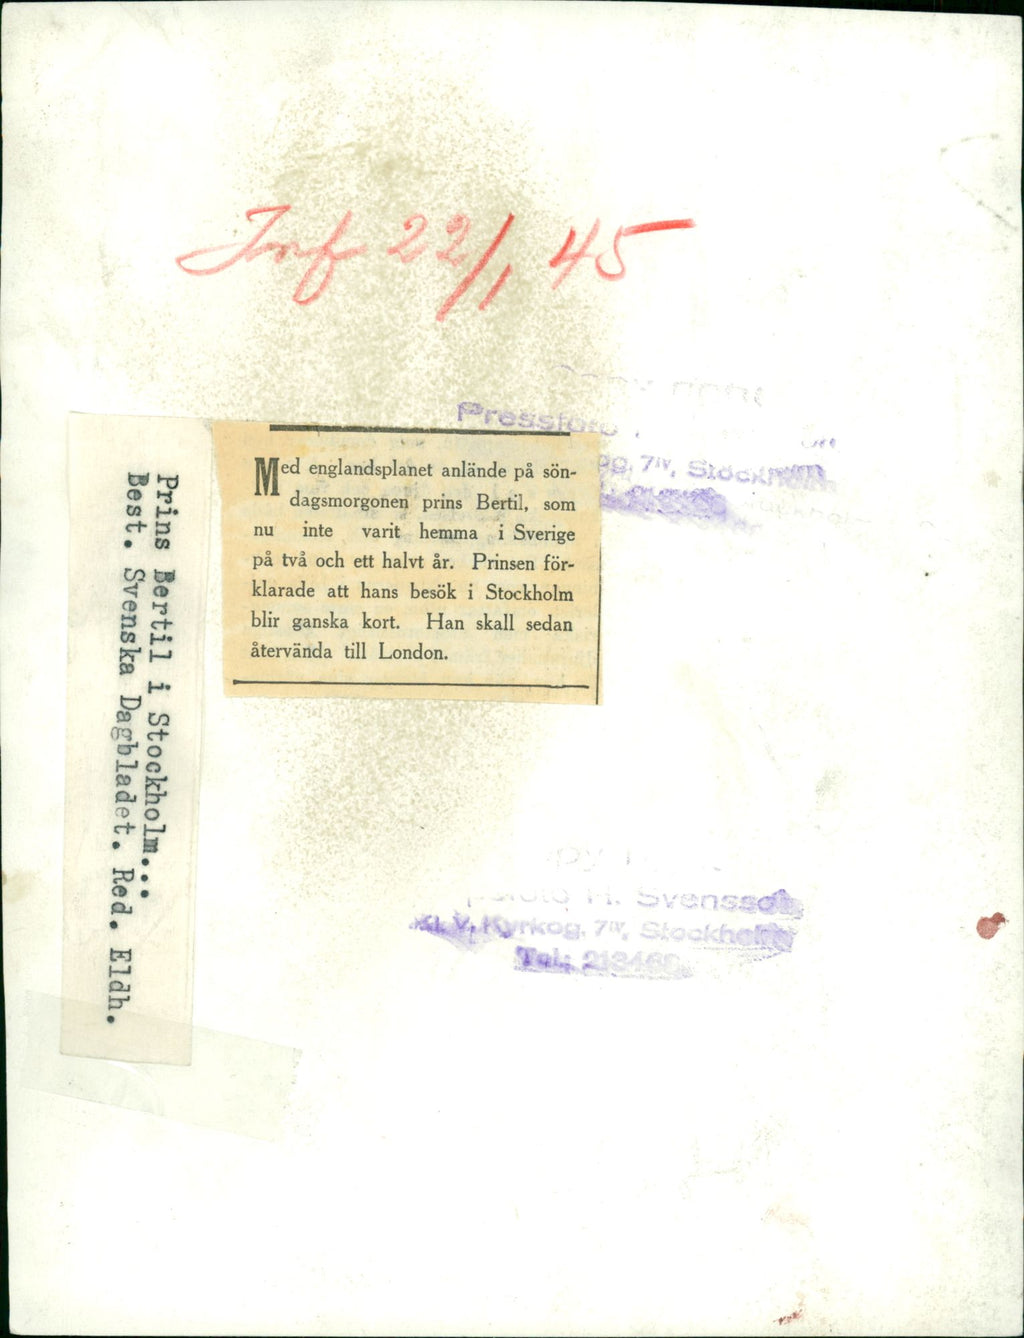 Inf 22/1 45
Pressfoto
7IV, Stockholm
Med englandsplanet anlände på sön-
dagsmorgonen prins Bertil, som
nu inte varit hemma i Sverige
på två och ett halvt år. Prinsen för-
klarade att hans besök i Stockholm
blir ganska kort. Han skall sedan
återvända till London.
Prins Bertil i Stockholm...
Best. Svenska Dagbladet. Red. Eldh.
H. Svensson
Kl. V. Kyrkog. 7IV, Stockholm
Tel: 213468